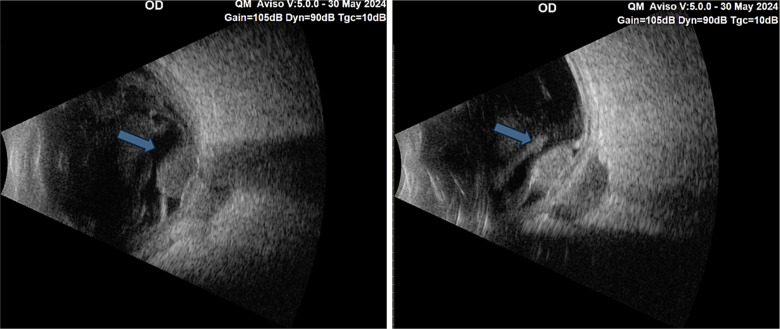 OD
QM Aviso V:5.0.0 - 30 May 2024
Gain=105dB Dyn=90dB Tgc=10dB
OD
QM Aviso V:5.0.0 - 30 May 2024
Gain=105dB Dyn=90dB Tgc=10dB